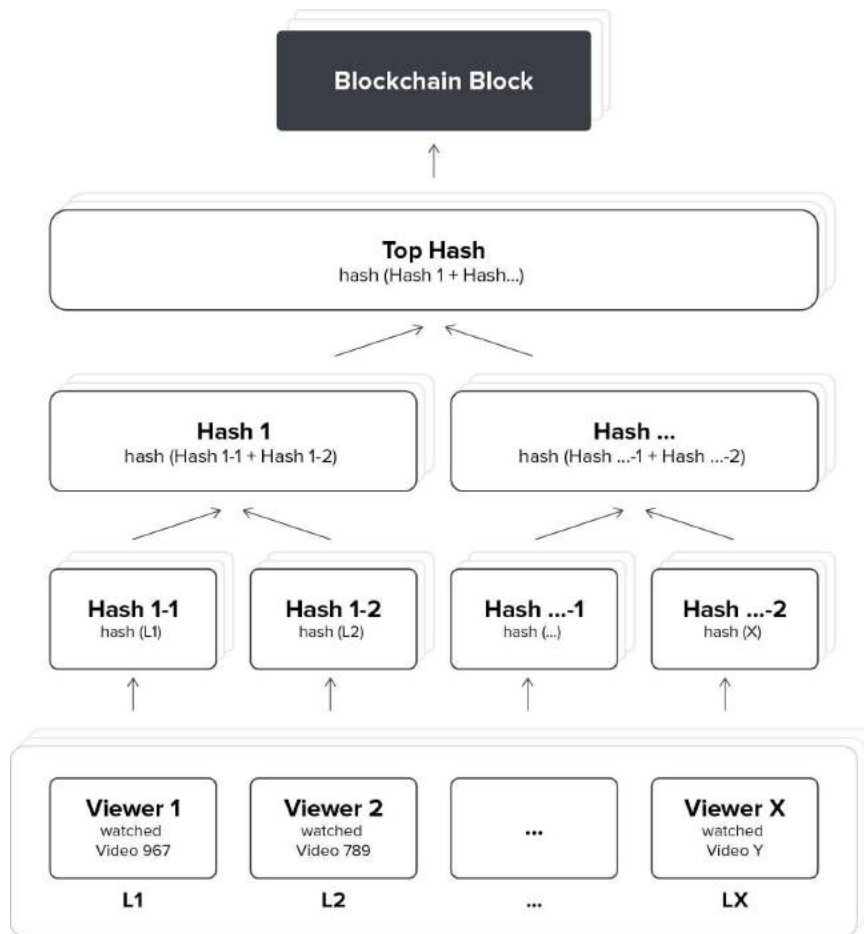 Blockchain Block
Top Hash
hash (Hash 1 + Hash...)
Hash 1
hash (Hash 1-1 + Hash 1-2)
Hash ...
hash (Hash ...-1 + Hash ...-2)
Hash 1-1
hash (L1)
Hash 1-2
hash (L2)
Hash ...-1
hash (...)
Hash ...-2
hash (X)
Viewer 1
watched
Video 967
L1
Viewer 2
watched
Video 789
L2
...
...
Viewer X
watched
Video Y
LX